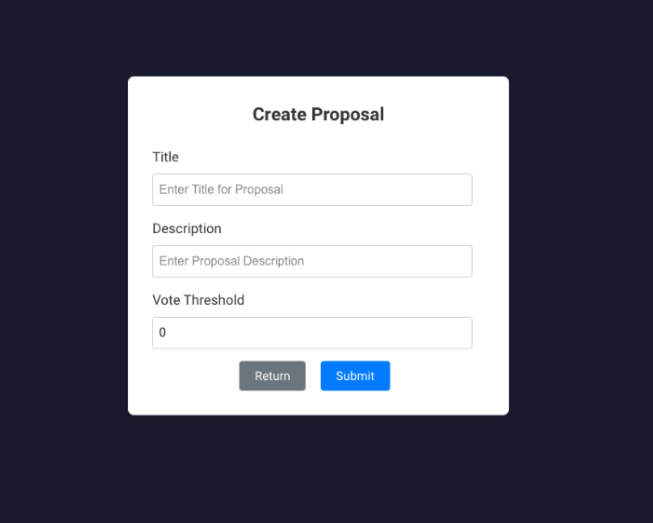 Create Proposal
Title
Enter Title for Proposal
Description
Enter Proposal Description
Vote Threshold
0
Return Submit